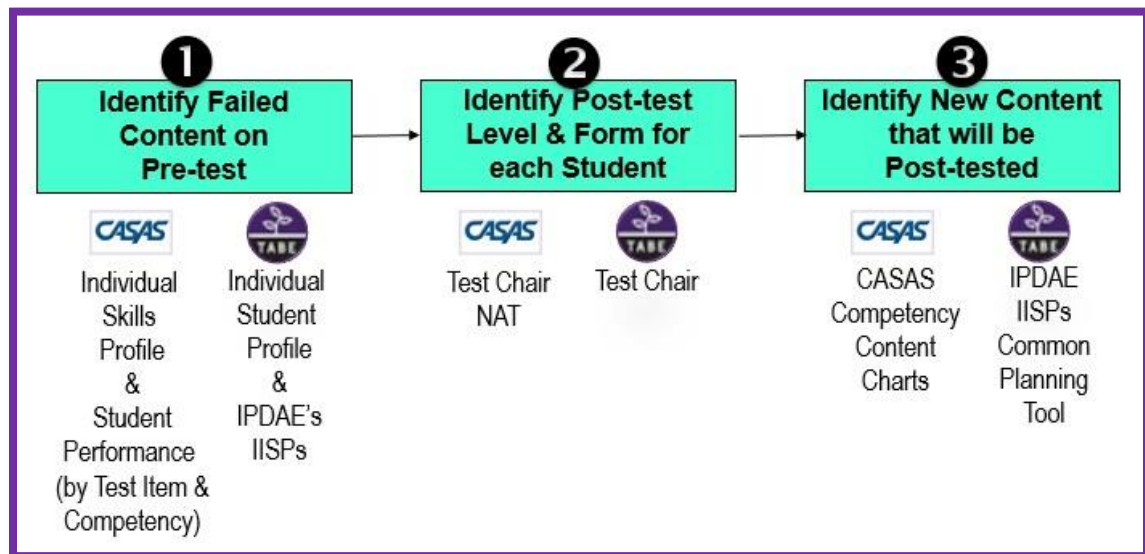 1
Identify Failed
Content on
Pre-test
2
Identify Post-test
Level & Form for
each Student
3
Identify New Content
that will be
Post-tested
CASAS
Individual
Skills
Profile
&
Student
Performance
(by Test Item &
Competency)
TABE
Individual
Student
Profile
&
IPDAE's
IISPs
CASAS
Test Chair
NAT
TABE
Test Chair
CASAS
CASAS
Competency
Content
Charts
TABE
IPDAE
IISPs
Common
Planning
Tool